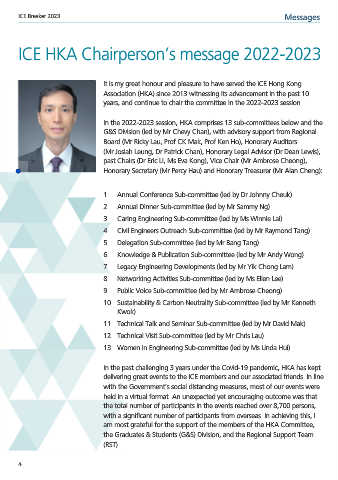 ICE Breaker 2023
Messages
ICE HKA Chairperson's message 2022-2023
It is my great honour and pleasure to have served the ICE Hong Kong
Association (HKA) since 2013 witnessing its advancement in the past 10
years, and continue to chair the committee in the 2022-2023 session
In the 2022-2023 session, HKA comprises 13 sub-committees below and the
G&S Division (led by Mr Chevy Chan), with advisory support from Regional
Board (Mr Ricky Lau, Prof CK Mak, Prof Ken Ho), Honorary Auditors
(Mr Josiah Leung, Dr Patrick Chan), Honorary Legal Advisor (Dr Dean Lewis),
past Chairs (Dr Eric Li, Ms Eva Kong), Vice Chair (Mr Ambrose Cheong),
Honorary Secretary (Mr Percy Hau) and Honorary Treasurer (Mr Alan Cheng):
1 Annual Conference Sub-committee (led by Dr Johnny Cheuk)
2 Annual Dinner Sub-committee (led by Mr Sammy Ng)
3 Caring Engineering Sub-committee (led by Ms Winnie Lai)
4 Civil Engineers Outreach Sub-committee (led by Mr Raymond Tang)
5 Delegation Sub-committee (led by Mr Bang Tang)
6 Knowledge & Publication Sub-committee (led by Mr Andy Wong)
7 Legacy Engineering Developments (led by Mr Yik Chong Lam)
8 Networking Activities Sub-committee (led by Ms Ellen Lee)
9 Public Voice Sub-committee (led by Mr Ambrose Cheong)
10 Sustainability & Carbon Neutrality Sub-committee (led by Mr Kenneth
Kwok)
11 Technical Talk and Seminar Sub-committee (led by Mr David Mak)
12 Technical Visit Sub-committee (led by Mr Chris Lau)
13 Women in Engineering Sub-committee (led by Ms Linda Hui)
In the past challenging 3 years under the Covid-19 pandemic, HKA has kept
delivering great events to the ICE members and our associated friends In line
with the Government's social distancing measures, most of our events were
held in a virtual format An unexpected yet encouraging outcome was that
the total number of participants in the events reached over 8,700 persons,
with a significant number of participants from overseas In achieving this, I
am most grateful for the support of the members of the HKA Committee,
the Graduates & Students (G&S) Division, and the Regional Support Team
(RST)
4